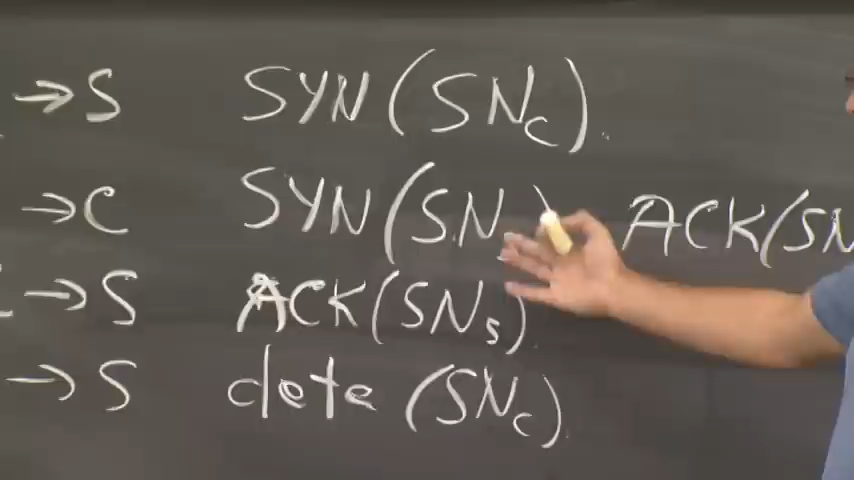 → S SYN(SNc).
→ C SYN(SN ACK(SN
→ S ACK(SNs).
→ S data (SNc).